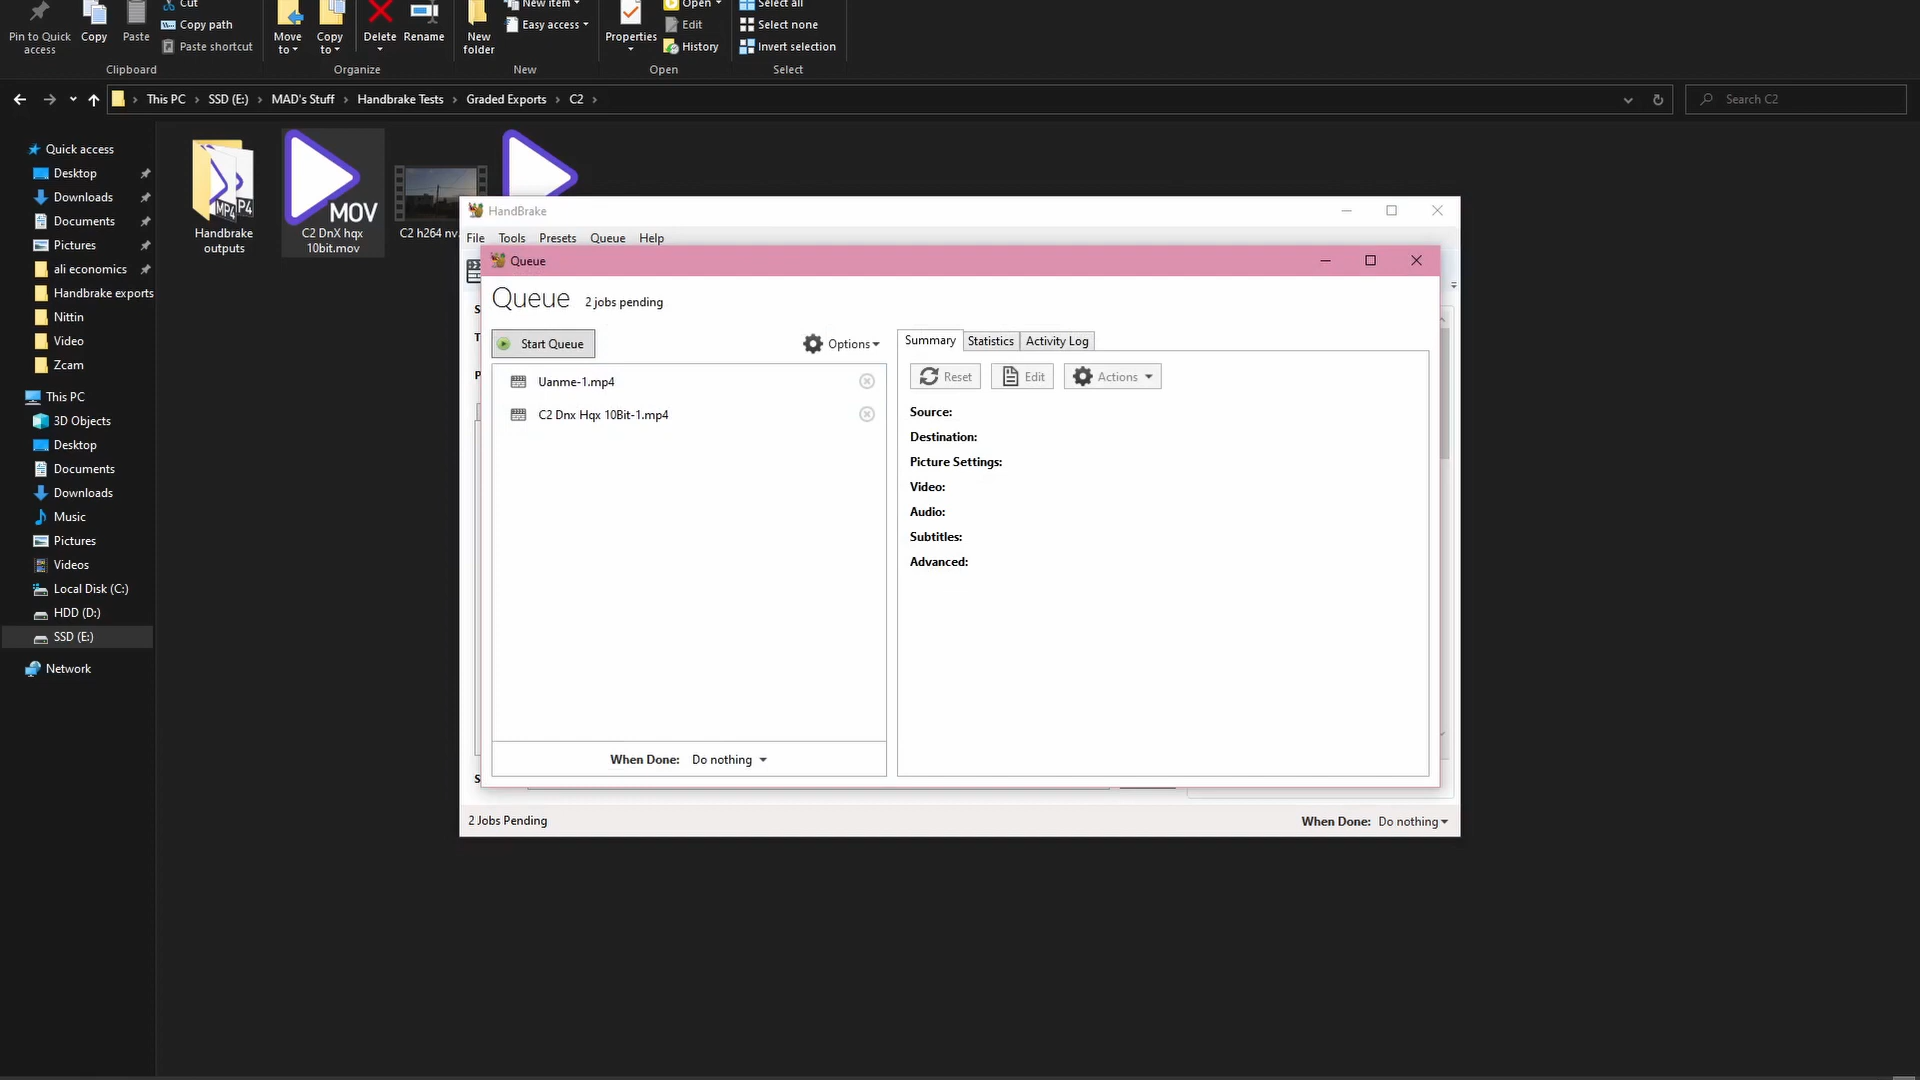 Pin to Quick
access
Copy
Paste
Cut
Copy path
Paste shortcut
Move
to
Copy
to
Delete
Rename
New
folder
New item
Easy access
Properties
Open
Edit
History
Select all
Select none
Invert selection
Clipboard
Organize
New
Open
Select
This PC
SSD (E:)
MAD's Stuff
Handbrake Tests
Graded Exports
C2
Search C2
Quick access
Desktop
Downloads
Documents
Pictures
ali economics
Handbrake exports
Nittin
Video
Zcam
This PC
3D Objects
Desktop
Documents
Downloads
Music
Pictures
Videos
Local Disk (C:)
HDD (D:)
SSD (E:)
Network
MP4
P4
Handbrake
outputs
MOV
C2 DnX hqx
10bit.mov
C2 h264 nv
HandBrake
File Tools Presets Queue Help
Queue
Queue 2 jobs pending
Start Queue
Options
Uanme-1.mp4
C2 Dnx Hqx 10Bit-1.mp4
When Done: Do nothing
Summary Statistics Activity Log
Reset Edit Actions
Source:
Destination:
Picture Settings:
Video:
Audio:
Subtitles:
Advanced:
S
T
P
S
2 Jobs Pending
When Done: Do nothing